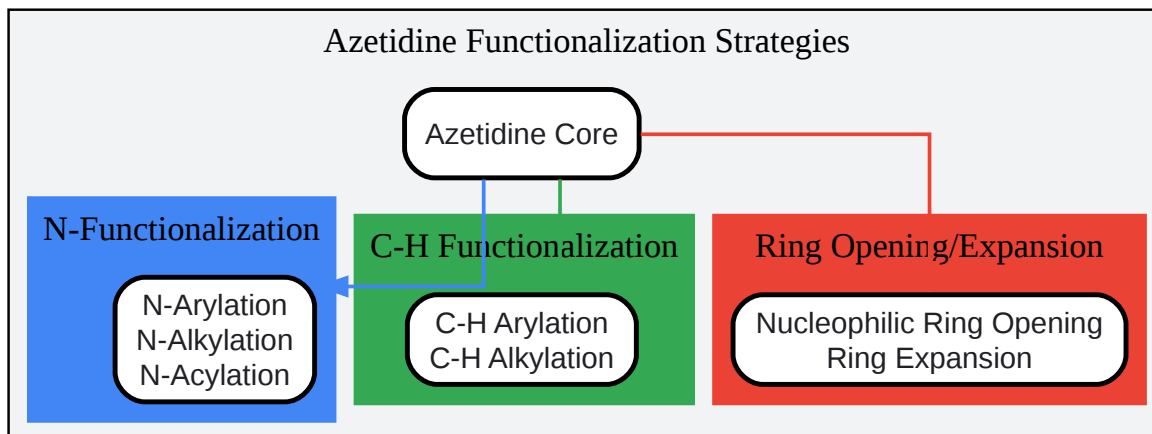 Azetidine Functionalization Strategies
Azetidine Core
N-Functionalization
N-Arylation
N-Alkylation
N-Acylation
C-H Functionalization
C-H Arylation
C-H Alkylation
Ring Opening/Expansion
Nucleophilic Ring Opening
Ring Expansion